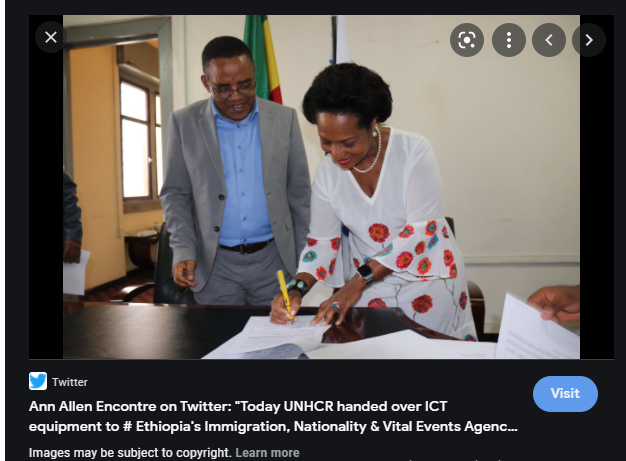 Twitter
Ann Allen Encontre on Twitter: "Today UNHCR handed over ICT
equipment to # Ethiopia's Immigration, Nationality & Vital Events Agenc...
Visit
Images may be subject to copyright. Learn more